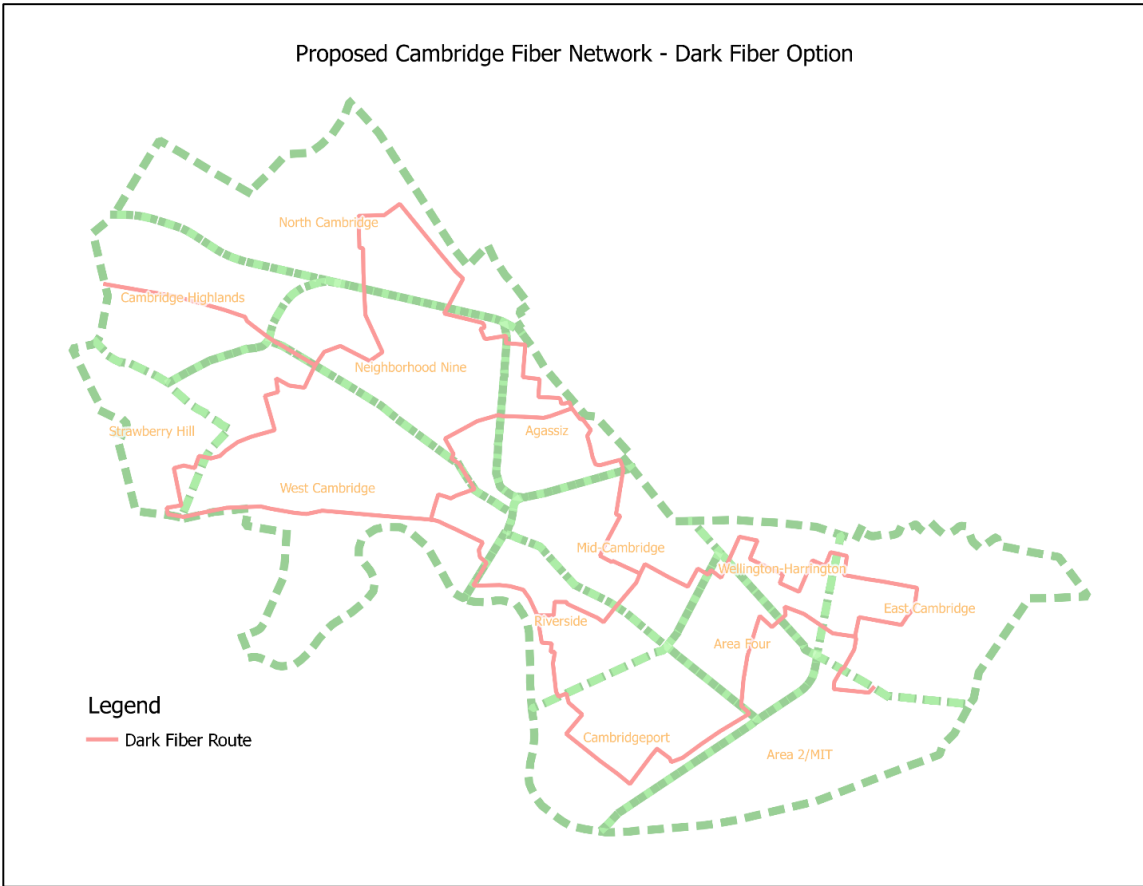 Proposed Cambridge Fiber Network - Dark Fiber Option
North Cambridge
Cambridge Highlands
Neighborhood Nine
Strawberry Hill
Agassiz
West Cambridge
Mid-Cambridge
Wellington-Harrington
East Cambridge
Riverside
Area Four
Cambridgeport
Area 2/MIT
Legend
Dark Fiber Route